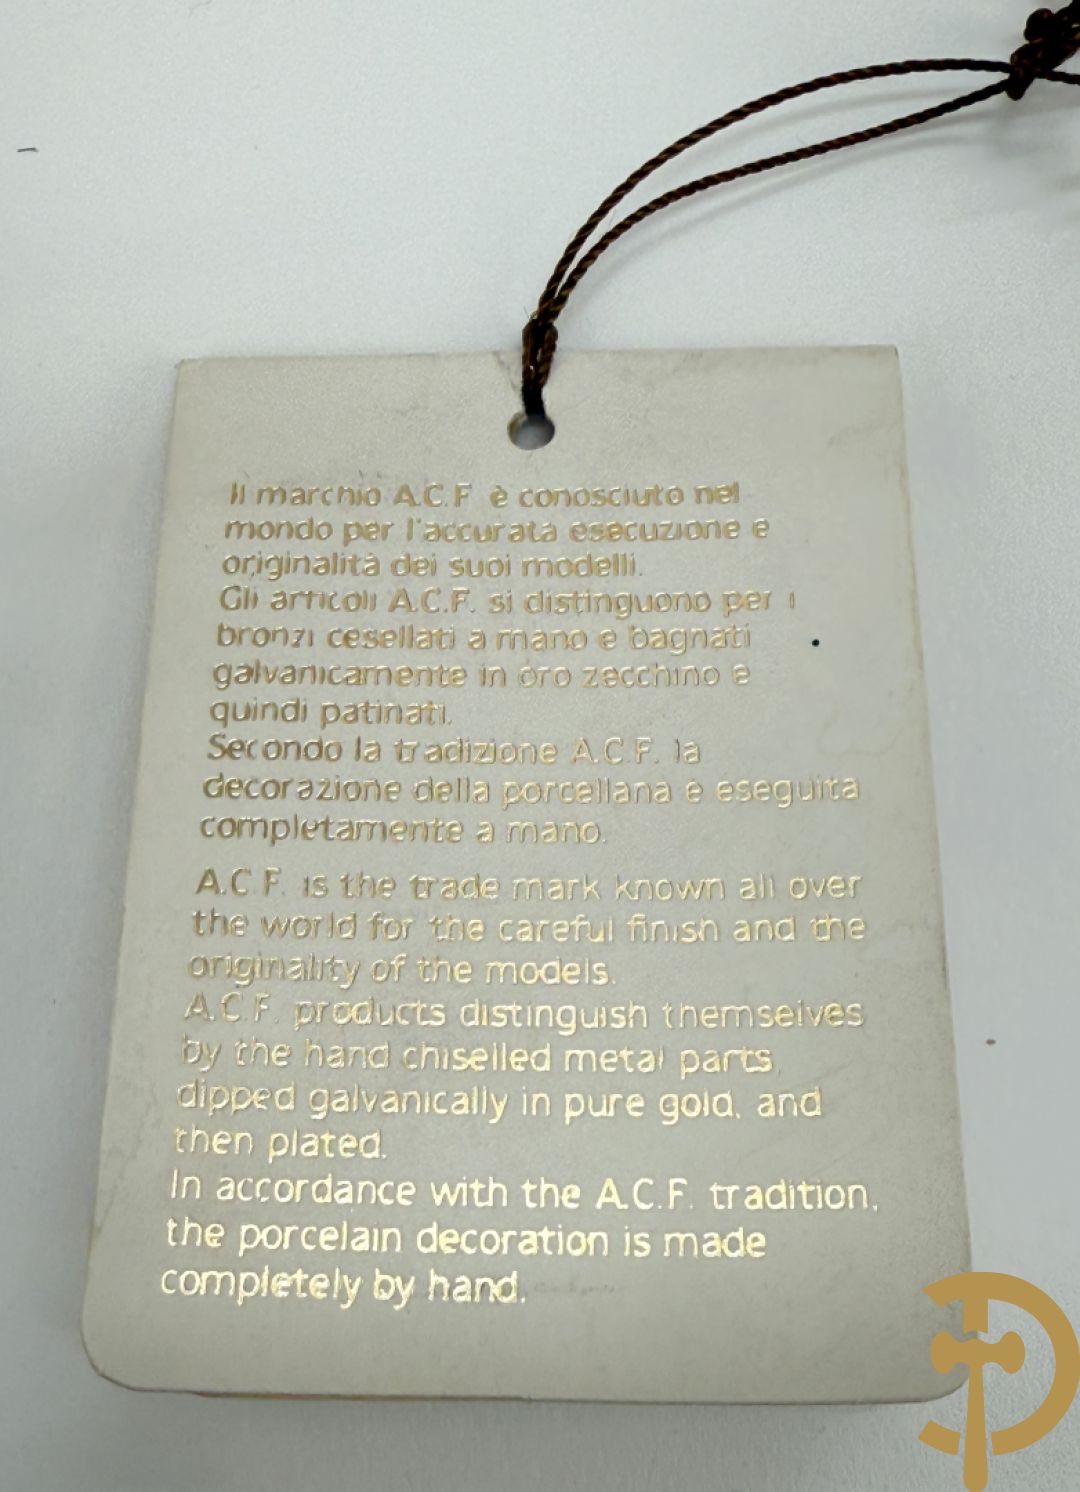 Il marchio A.C.F. è conosciuto nel
mondo per l'accurata esecuzione e
originalità dei suoi modelli.
Gli articoli A.C.F. si distinguono per i
bronzi cesellati a mano e bagnati
galvanicamente in oro zecchino e
quindi patinati.
Secondo la tradizione A.C.F. la
decorazione della porcellana è eseguita
completamente a mano.
A.C.F. is the trade mark known all over
the world for the careful finish and the
originality of the models.
A.C.F. products distinguish themselves
by the hand chiselled metal parts,
dipped galvanically in pure gold, and
then plated.
In accordance with the A.C.F. tradition,
the porcelain decoration is made
completely by hand.